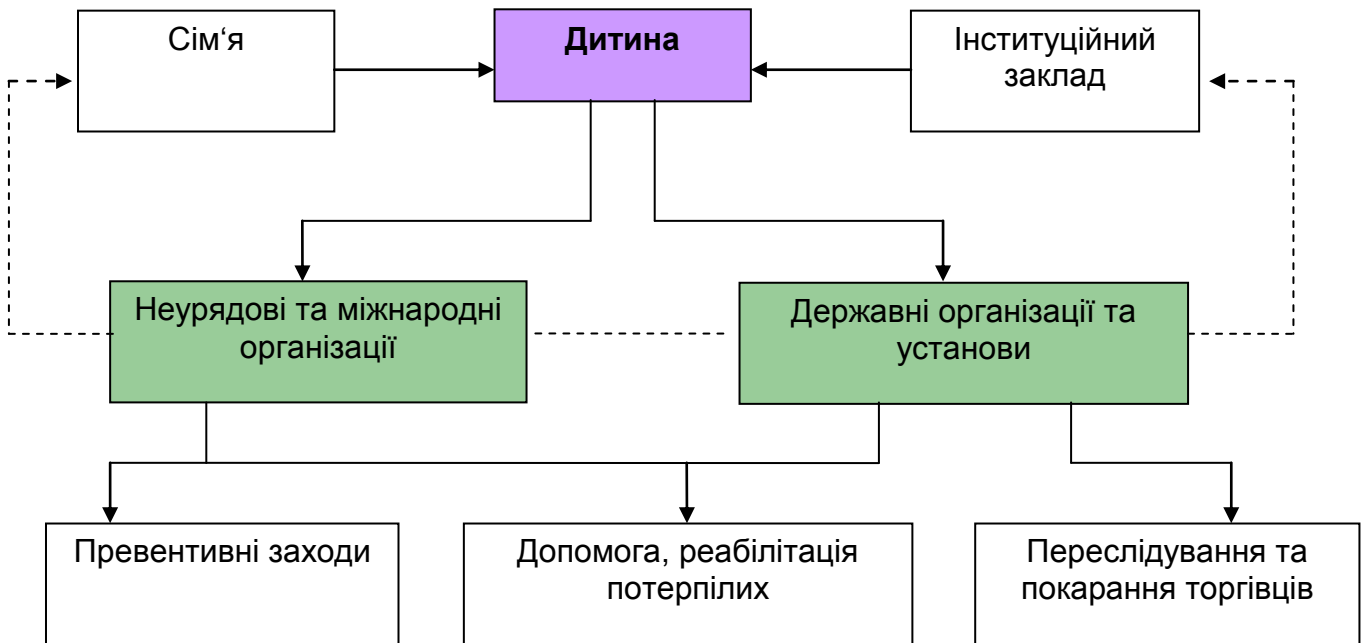 Сім‘я
Дитина
Інституційний
заклад
Неурядові та міжнародні
організації
Державні організації та
установи
Превентивні заходи
Допомога, реабілітація
потерпілих
Переслідування та
покарання торгівців